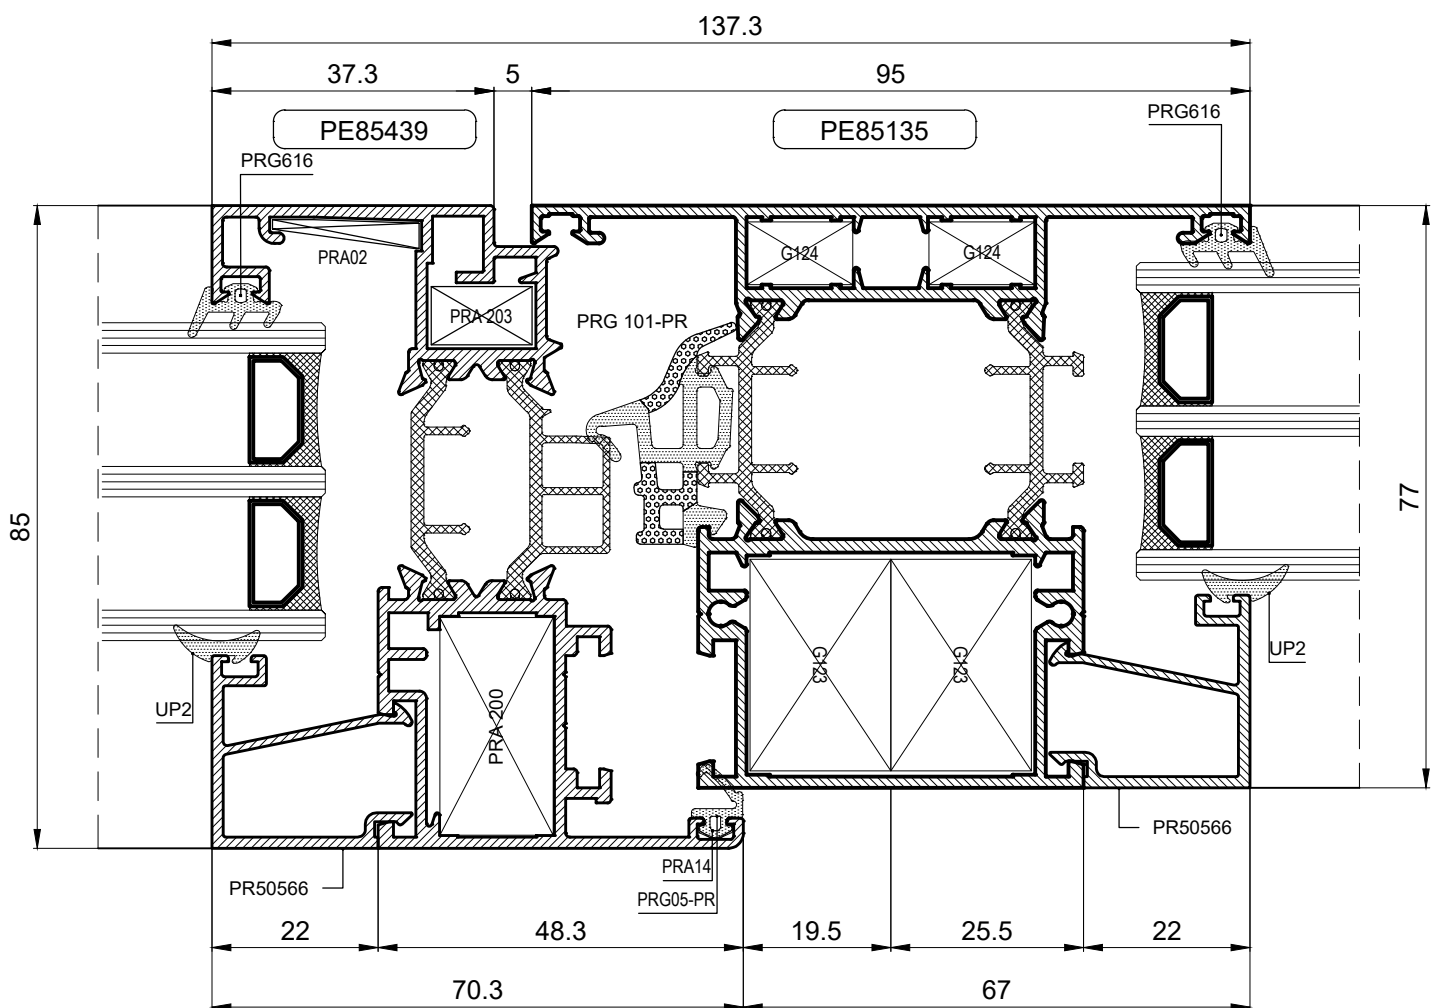 137.3
37.3
5
95
PE85439
PE85135
PRG616
PRG616
PRA02
G124
G124
PRA 203
PRG 101-PR
85
77
G123
G123
PRA 200
UP2
UP2
PR50566
PR50566
PRA14
PRG05-PR
22
48.3
19.5
25.5
22
70.3
67